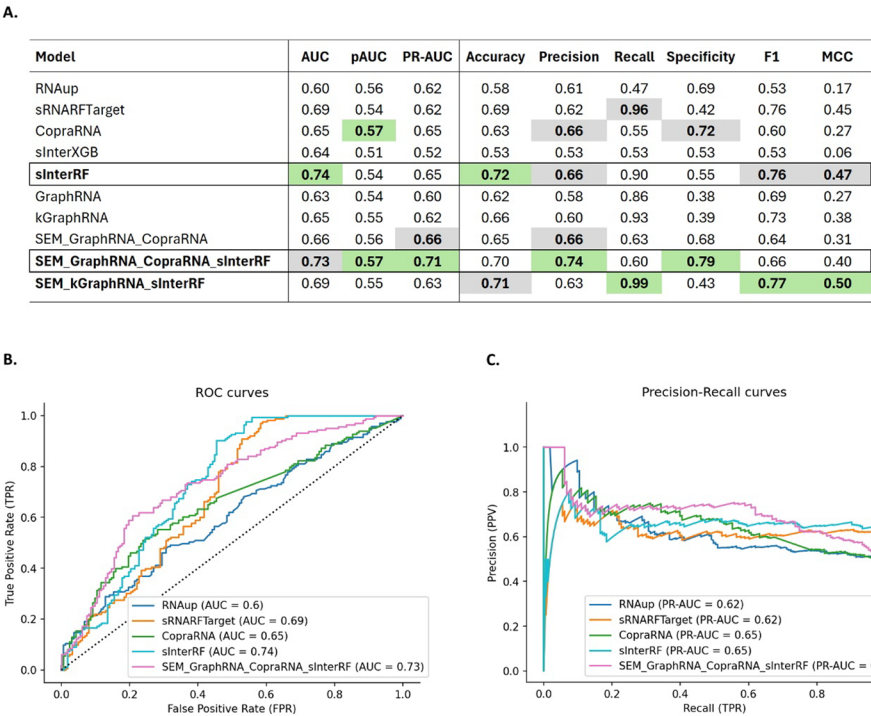 A.
Model AUC pAUC PR-AUC Accuracy Precision Recall Specificity F1 MCC
RNAup 0.60 0.56 0.62 0.58 0.61 0.47 0.69 0.53 0.17
sRNARFTarget 0.69 0.54 0.62 0.69 0.62 0.96 0.42 0.76 0.45
CopraRNA 0.65 0.57 0.65 0.63 0.66 0.55 0.72 0.60 0.27
sInterXGB 0.64 0.51 0.52 0.53 0.53 0.53 0.53 0.53 0.06
sInterRF 0.74 0.54 0.65 0.72 0.66 0.90 0.55 0.76 0.47
GraphRNA 0.63 0.54 0.60 0.62 0.58 0.86 0.38 0.69 0.27
kGraphRNA 0.65 0.55 0.62 0.66 0.60 0.93 0.39 0.73 0.38
SEM_GraphRNA_CopraRNA 0.66 0.56 0.66 0.65 0.66 0.63 0.68 0.64 0.31
SEM_GraphRNA_CopraRNA_sInterRF 0.73 0.57 0.71 0.70 0.74 0.60 0.79 0.66 0.40
SEM_kGraphRNA_sInterRF 0.69 0.55 0.63 0.71 0.63 0.99 0.43 0.77 0.50
B.
ROC curves
True Positive Rate (TPR)
1.0
0.8
0.6
0.4
0.2
0.0
RNAup (AUC = 0.6)
sRNARFTarget (AUC = 0.69)
CopraRNA (AUC = 0.65)
sInterRF (AUC = 0.74)
SEM_GraphRNA_CopraRNA_sInterRF (AUC = 0.73)
0.0 0.2 0.4 0.6 0.8 1.0
False Positive Rate (FPR)
C.
Precision-Recall curves
Precision (PPV)
1.0
0.8
0.6
0.4
0.2
0.0
RNAup (PR-AUC = 0.62)
sRNARFTarget (PR-AUC = 0.62)
CopraRNA (PR-AUC = 0.65)
sInterRF (PR-AUC = 0.65)
SEM_GraphRNA_CopraRNA_sInterRF (PR-AUC =
0.0 0.2 0.4 0.6 0.8
Recall (TPR)